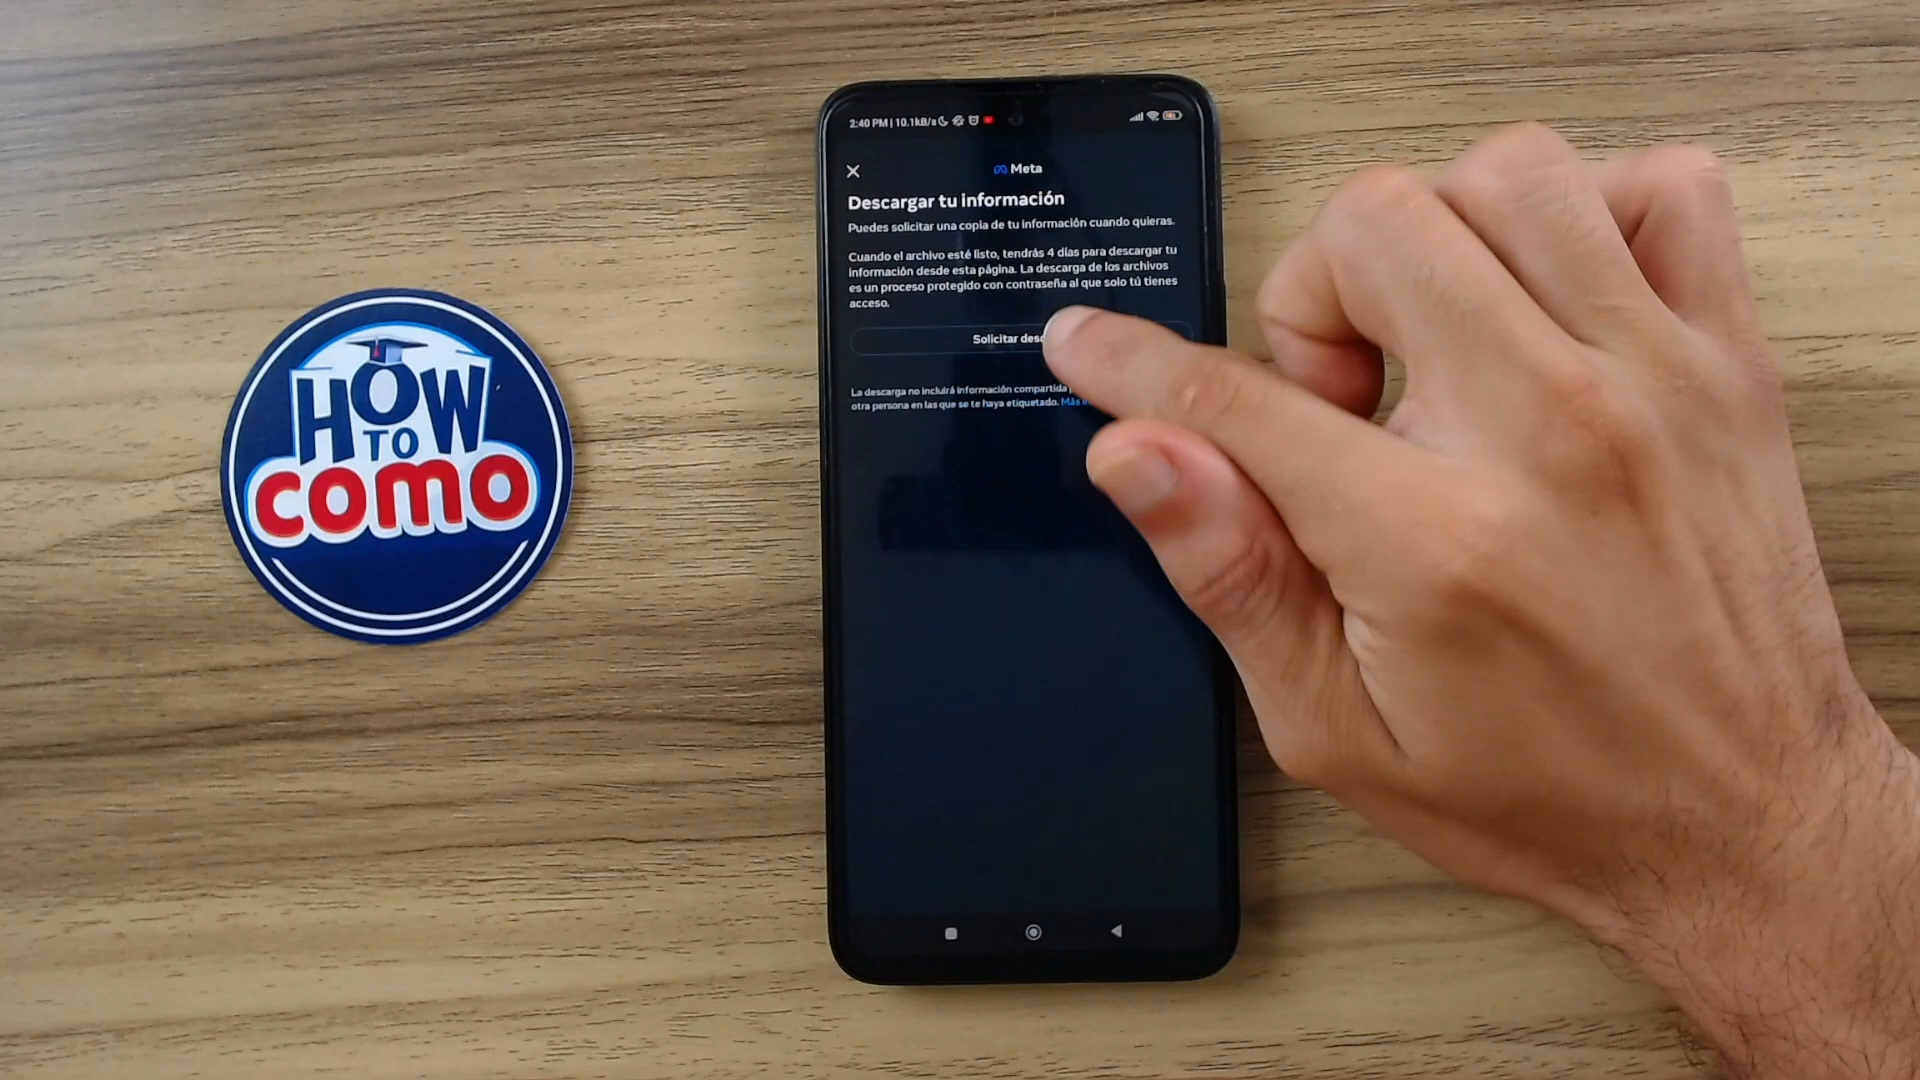 2:40 PM | 10.1kB/s
Meta
Descargar tu información
Puedes solicitar una copia de tu información cuando quieras.
Cuando el archivo esté listo, tendrás 4 días para descargar tu
información desde esta página. La descarga de los archivos
es un proceso protegido con contraseña al que solo tú tienes
acceso.
Solicitar
La descarga no incluirá información compartida
otra persona en las que se te haya etiquetado.
HOW
TO
COMO